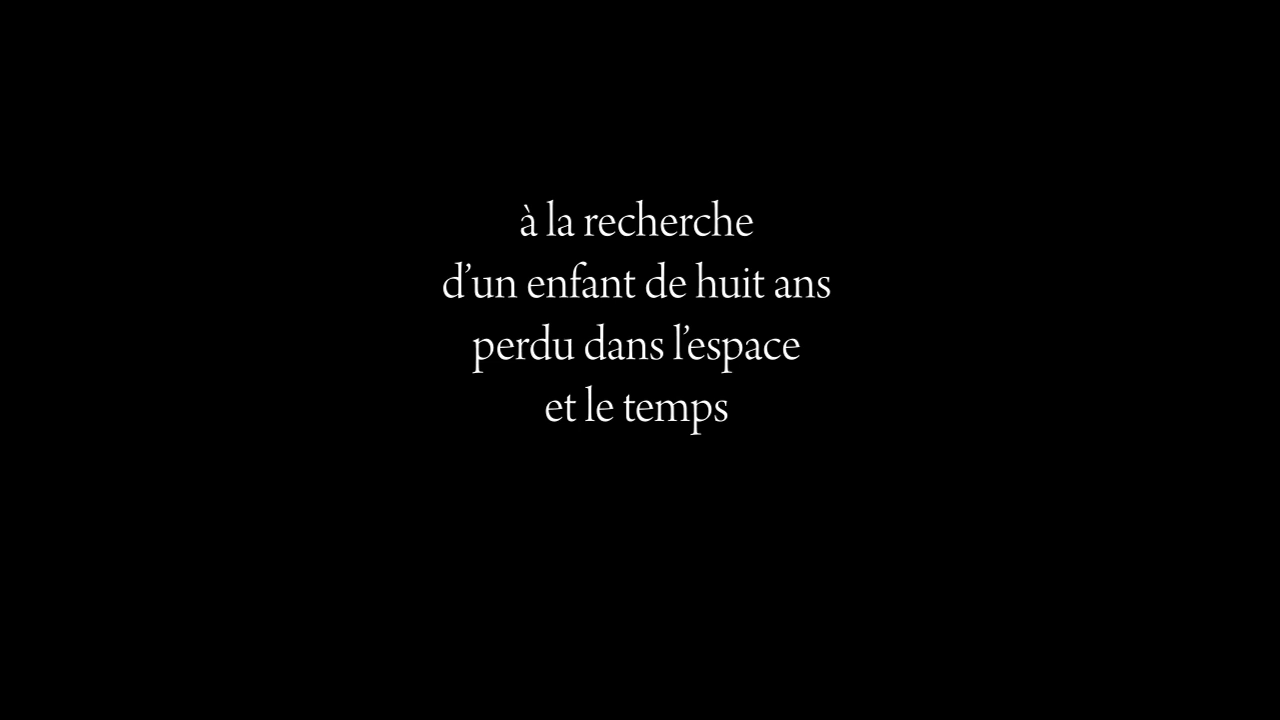 à la recherche
d’un enfant de huit ans
perdu dans l’espace
et le temps